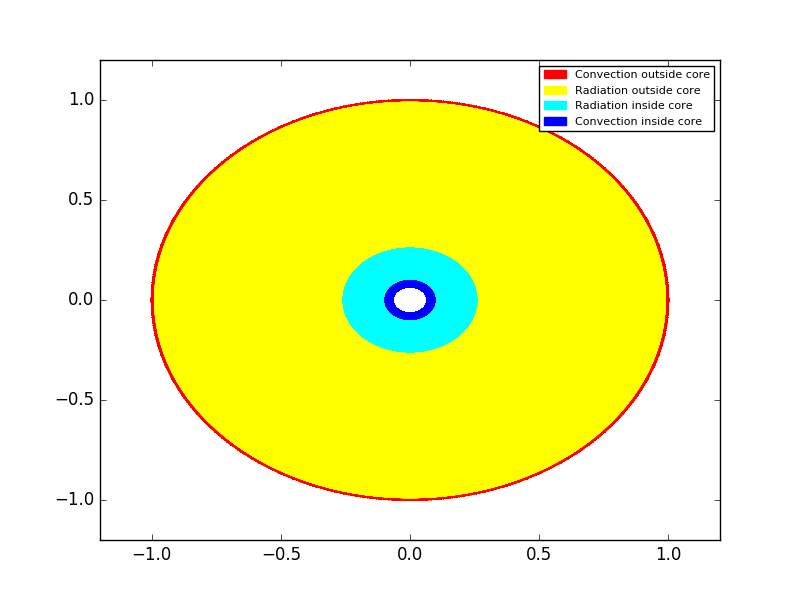 Convection outside core
Radiation outside core
Radiation inside core
Convection inside core
1.0
0.5
0.0
−0.5
−1.0
−1.0 −0.5 0.0 0.5 1.0